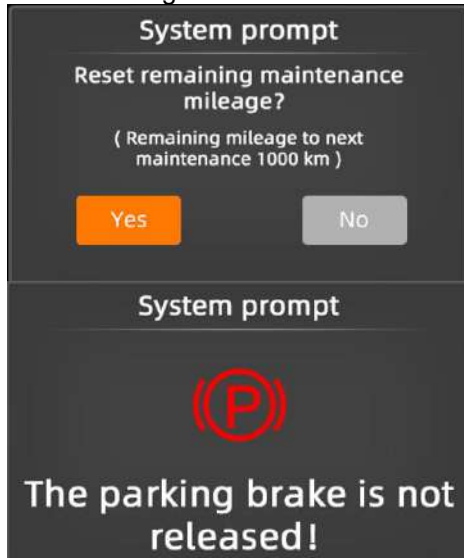 System prompt
Reset remaining maintenance
mileage?
( Remaining mileage to next
maintenance 1000 km )
Yes
No
System prompt
(P)
The parking brake is not
released!